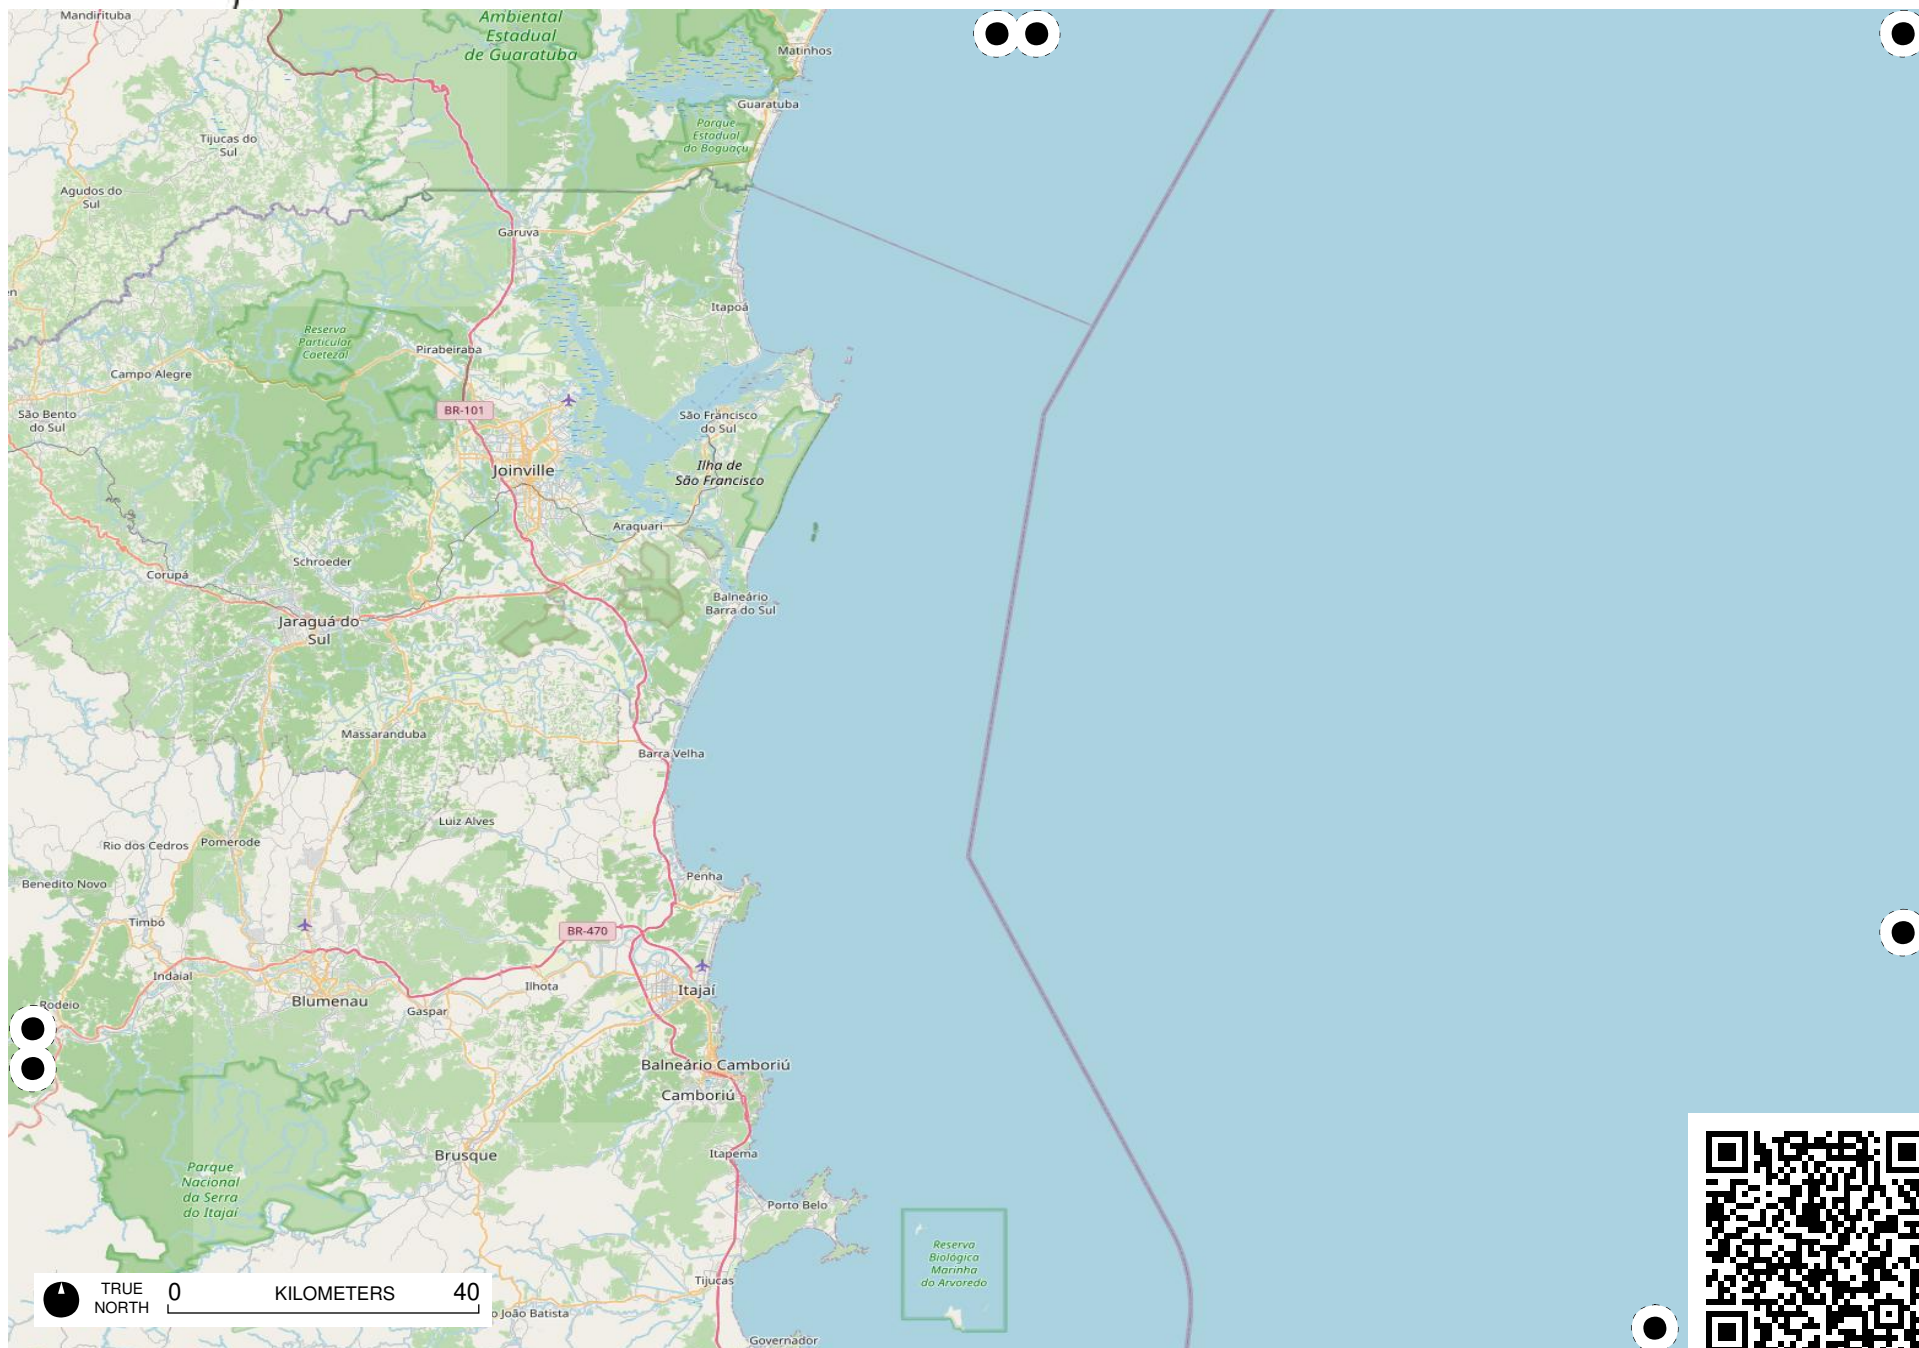 Mandirituba
Ambiental
Estadual
de Guaratuba
Matinhos
Guaratuba
Parque
Estadual
do Boguaçu
Tijucas do
Sul
Agudos do
Sul
Garuva
Itapoá
Reserva
Particular
Caetezal
Pirabeiraba
Campo Alegre
São Bento
do Sul
BR-101
São Francisco
do Sul
Joinville
Ilha de
São Francisco
Araquari
Schroeder
Corupá
Balneário
Barra do Sul
Jaraguá do
Sul
Massaranduba
Barra Velha
Luiz Alves
Rio dos Cedros
Pomerode
Benedito Novo
Penha
Timbó
BR-470
Indaial
Ilhota
Itajaí
Rodeio
Blumenau
Gaspar
Balneário Camboriú
Camboriú
Brusque
Itapema
Parque
Nacional
da Serra
do Itajaí
Porto Belo
Reserva
Biológica
Marinha
do Arvoredo
Tijucas
TRUE
NORTH
0 KILOMETERS 40
o João Batista
Governador